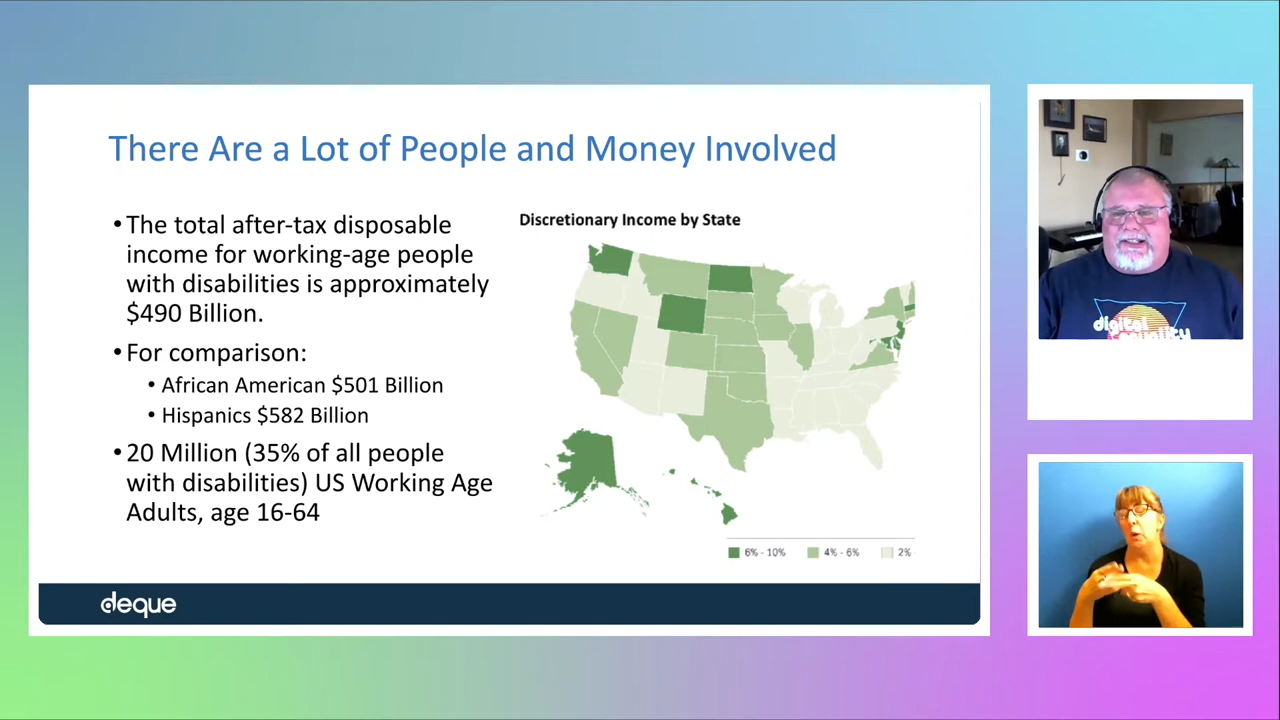 There Are a Lot of People and Money Involved
• The total after-tax disposable
income for working-age people
with disabilities is approximately
$490 Billion.
• For comparison:
• African American $501 Billion
• Hispanics $582 Billion
• 20 Million (35% of all people
with disabilities) US Working Age
Adults, age 16-64
Discretionary Income by State
6% - 10%
4% - 6%
2%
deque
digital